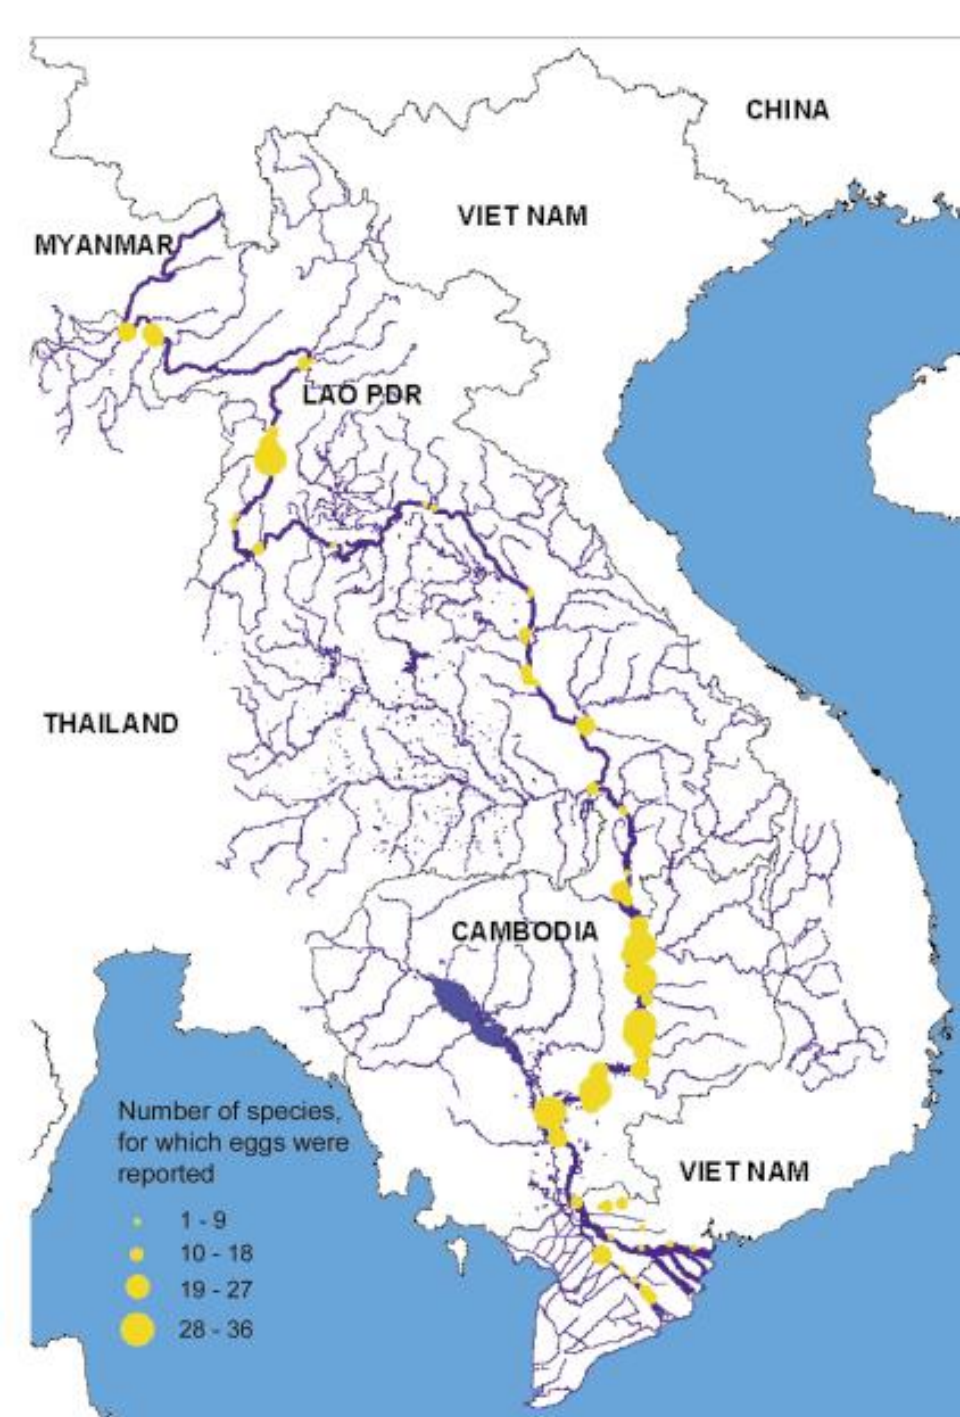 CHINA
VIET NAM
MYANMAR
LAO PDR
THAILAND
CAMBODIA
Number of species,
for which eggs were
reported
VIET NAM
1 - 9
10 - 18
19 - 27
28 - 36